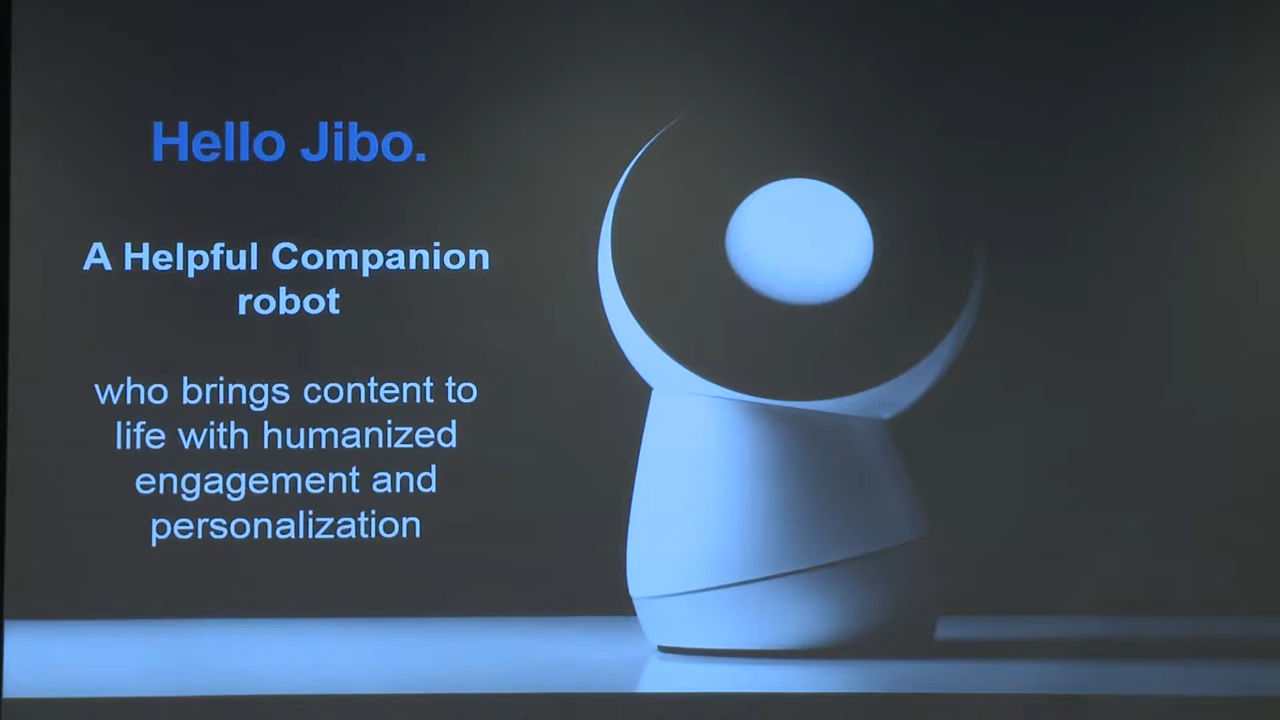 Hello Jibo.
A Helpful Companion
robot
who brings content to
life with humanized
engagement and
personalization